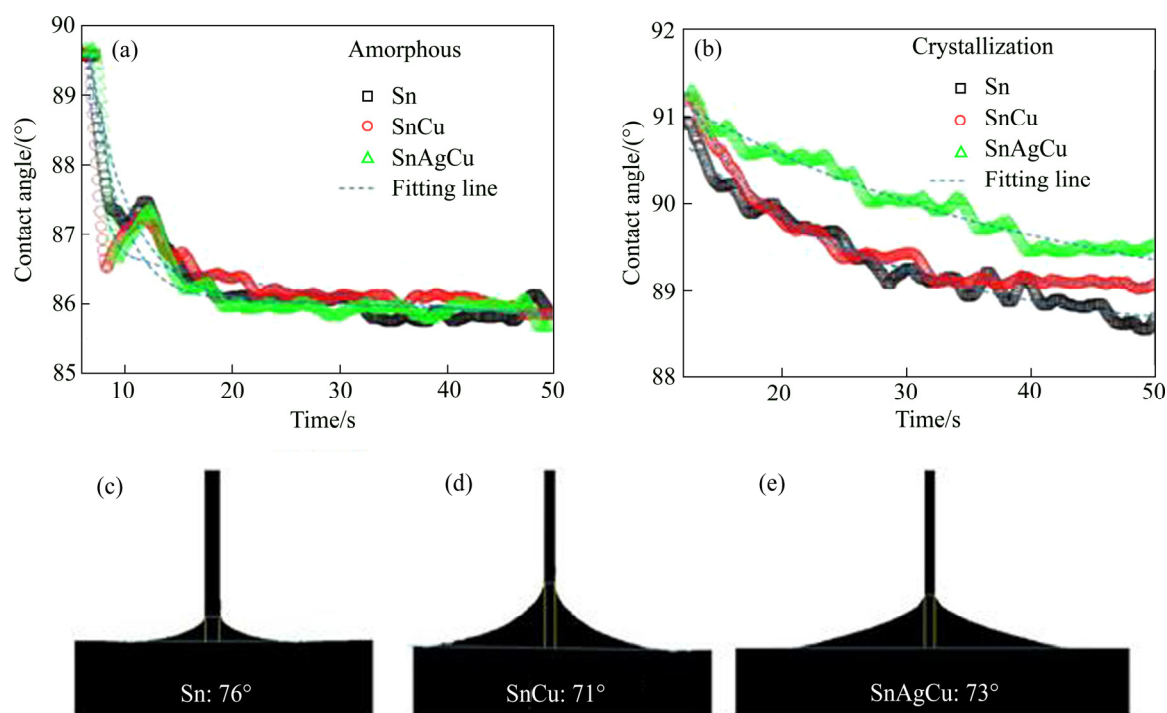 (a)
Amorphous
Sn
SnCu
SnAgCu
Fitting line
90
89
88
87
86
85
Contact angle/(°)
10
20
30
40
50
Time/s
(b)
Crystallization
Sn
SnCu
SnAgCu
Fitting line
92
91
90
89
88
Contact angle/(°)
20
30
40
50
Time/s
(c)
Sn: 76°
(d)
SnCu: 71°
(e)
SnAgCu: 73°